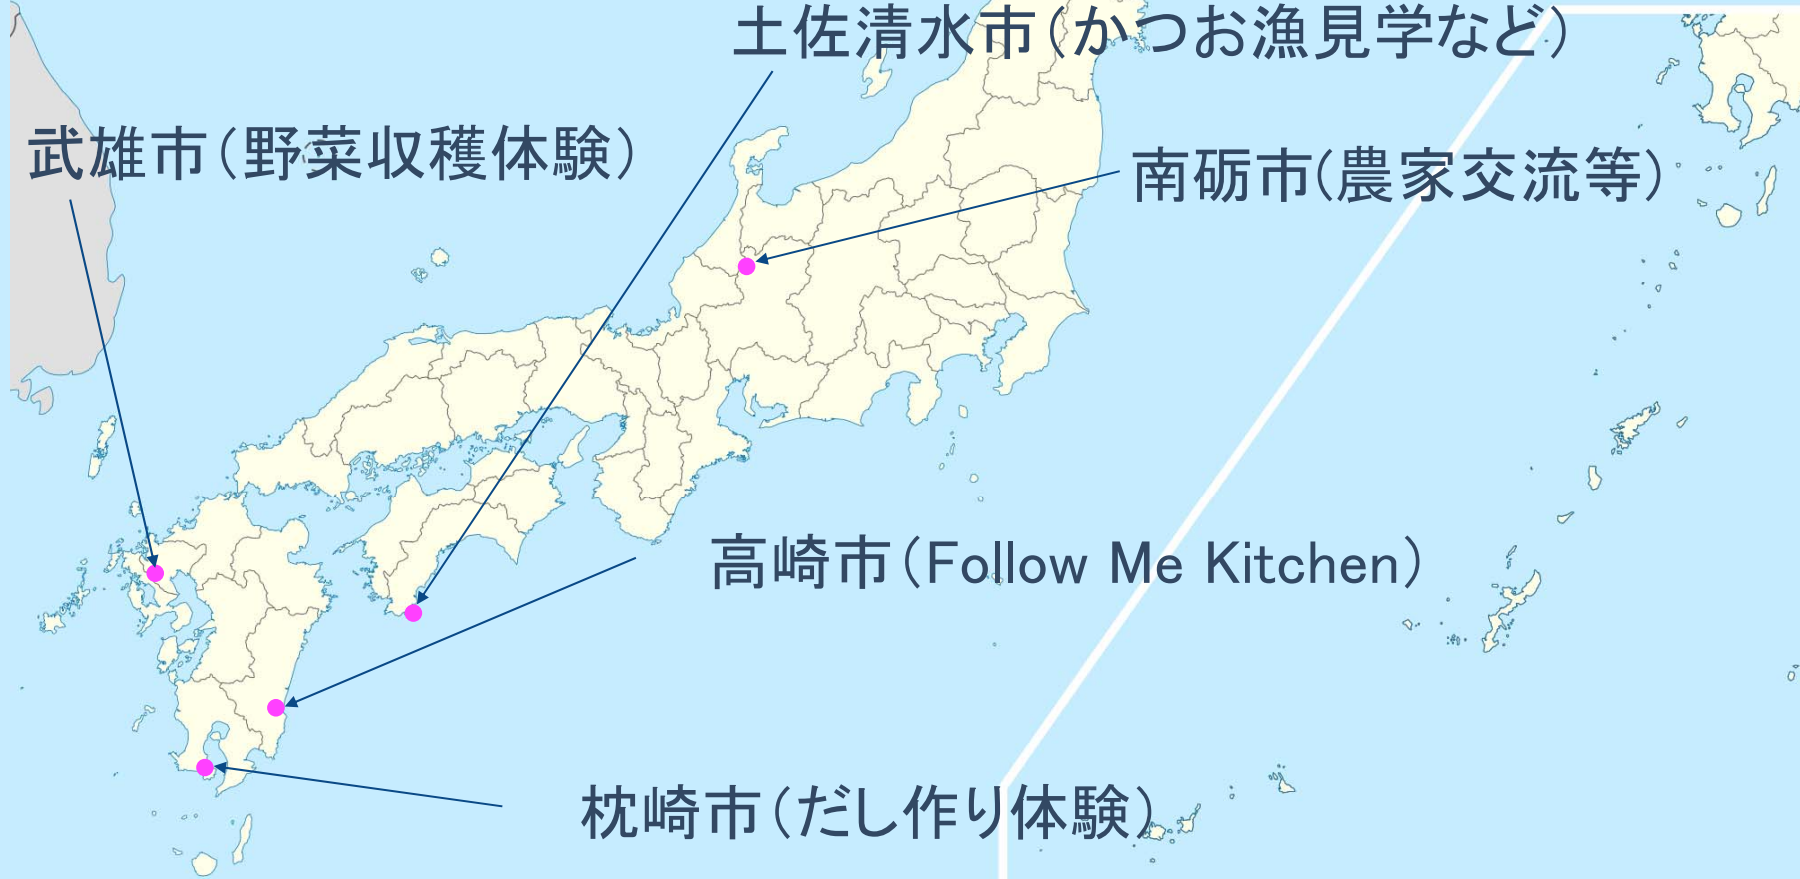 土佐清水市（かつお漁見学など）
武雄市（野菜収穫体験）
南砺市(農家交流等）
高崎市（Follow Me Kitchen）
枕崎市（だし作り体験）